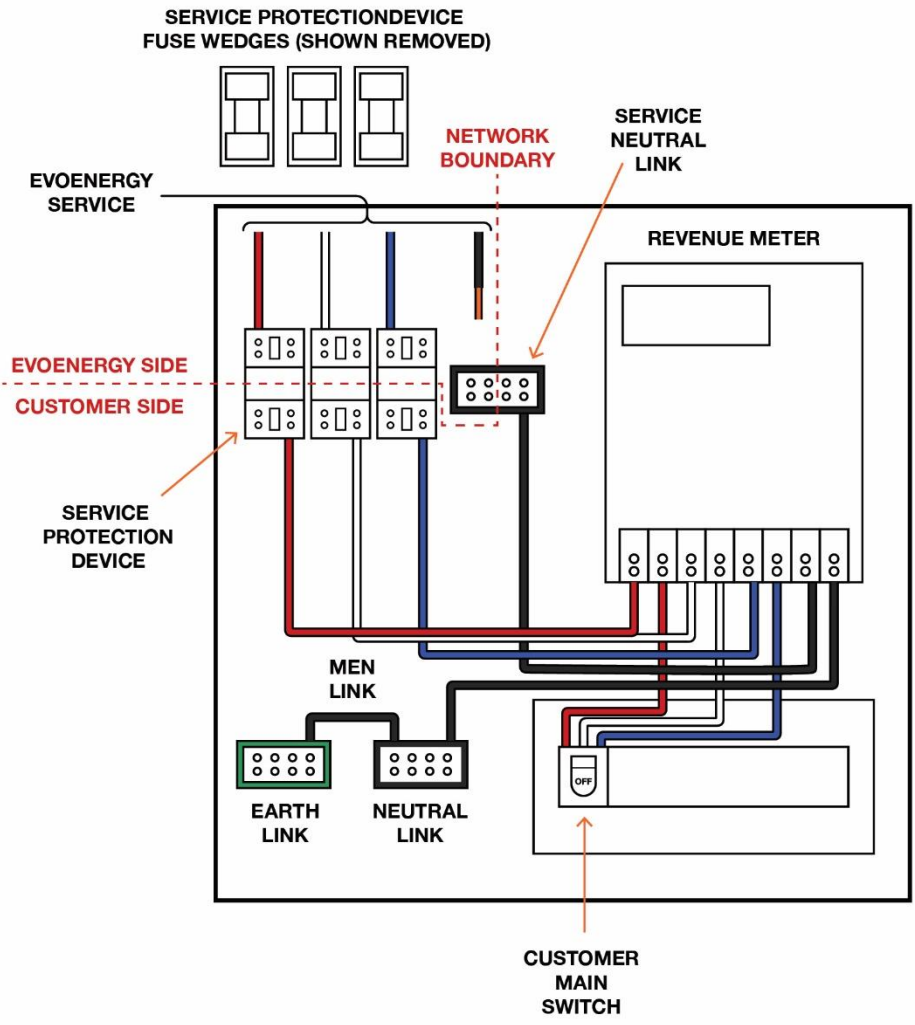 SERVICE PROTECTIONDEVICE
FUSE WEDGES (SHOWN REMOVED)
NETWORK
BOUNDARY
SERVICE
NEUTRAL
LINK
EVOENERGY
SERVICE
REVENUE METER
EVOENERGY SIDE
CUSTOMER SIDE
SERVICE
PROTECTION
DEVICE
MEN
LINK
EARTH
LINK
NEUTRAL
LINK
OFF
CUSTOMER
MAIN
SWITCH